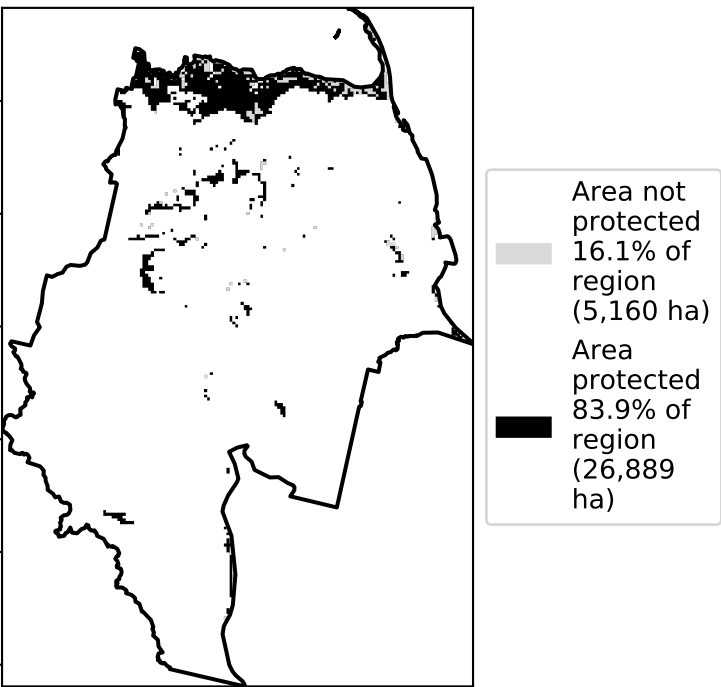 Area not
protected
16.1% of
region
(5,160 ha)
Area
protected
83.9% of
region
(26,889
ha)